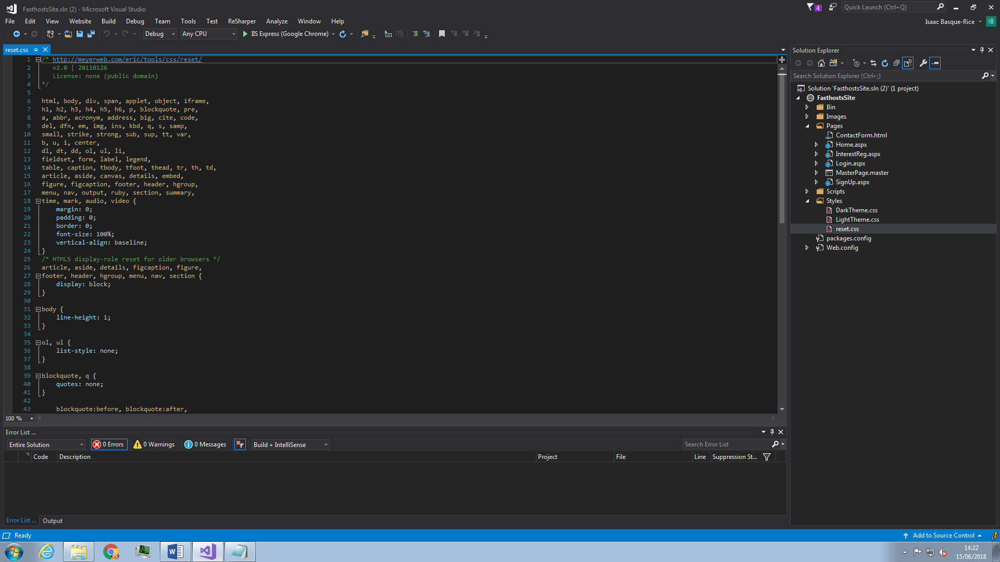 FasthostsSite.sln (2) - Microsoft Visual Studio
4
Quick Launch (Ctrl+Q)
File Edit View Website Build Debug Team Tools Test ReSharper Analyze Window Help
Isaac Basque-Rice IB
Debug Any CPU IIS Express (Google Chrome)
reset.css
1 /* http://meyerweb.com/eric/tools/css/reset/
2 v2.0 | 20110126
3 License: none (public domain)
4 */
5
6 html, body, div, span, applet, object, iframe,
7 h1, h2, h3, h4, h5, h6, p, blockquote, pre,
8 a, abbr, acronym, address, big, cite, code,
9 del, dfn, em, img, ins, kbd, q, s, samp,
10 small, strike, strong, sub, sup, tt, var,
11 b, u, i, center,
12 dl, dt, dd, ol, ul, li,
13 fieldset, form, label, legend,
14 table, caption, tbody, tfoot, thead, tr, th, td,
15 article, aside, canvas, details, embed,
16 figure, figcaption, footer, header, hgroup,
17 menu, nav, output, ruby, section, summary,
18 time, mark, audio, video {
19 margin: 0;
20 padding: 0;
21 border: 0;
22 font-size: 100%;
23 vertical-align: baseline;
24 }
25 /* HTML5 display-role reset for older browsers */
26 article, aside, details, figcaption, figure,
27 footer, header, hgroup, menu, nav, section {
28 display: block;
29 }
30
31 body {
32 line-height: 1;
33 }
34
35 ol, ul {
36 list-style: none;
37 }
38
39 blockquote, q {
40 quotes: none;
41 }
42
43 blockquote:before, blockquote:after,
100 %
Error List ...
Entire Solution 0 Errors 0 Warnings 0 Messages Build + IntelliSense Search Error List
Code Description Project File Line Suppression St...
Error List ... Output
Solution Explorer
Search Solution Explorer (Ctrl+;)
Solution 'FasthostsSite.sln (2)' (1 project)
FasthostsSite
Bin
Images
Pages
ContactForm.html
Home.aspx
InterestReg.aspx
Login.aspx
MasterPage.master
SignUp.aspx
Scripts
Styles
DarkTheme.css
LightTheme.css
reset.css
packages.config
Web.config
Ready
Add to Source Control
14:22
15/06/2018